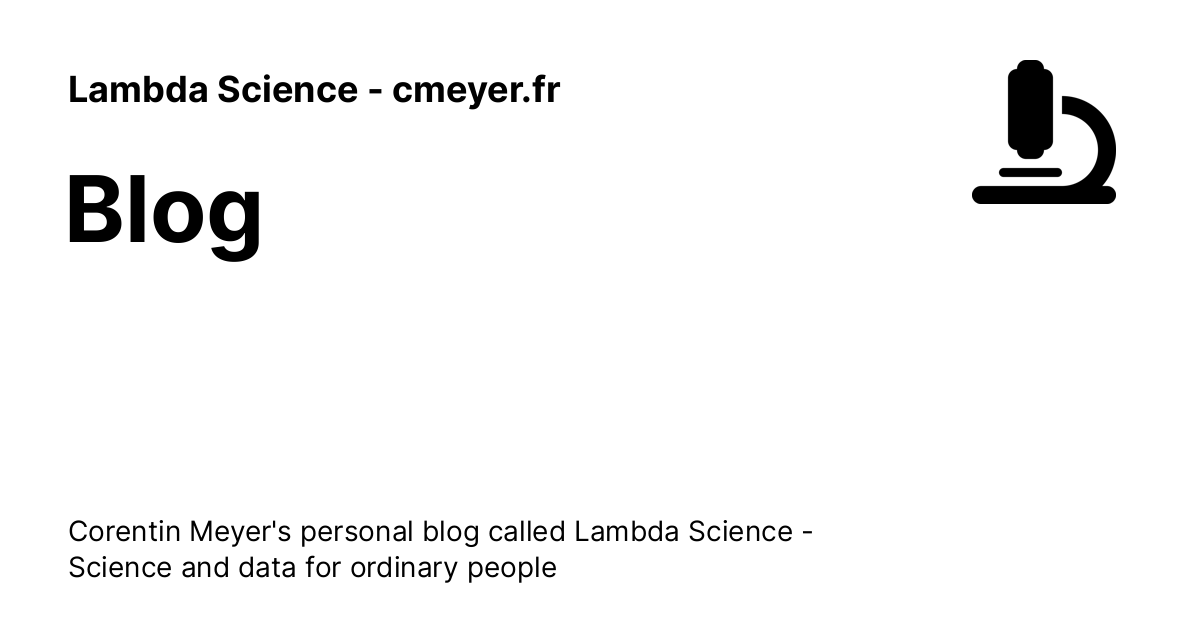 Lambda Science - cmeyer.fr
Blog
Corentin Meyer's personal blog called Lambda Science -
Science and data for ordinary people